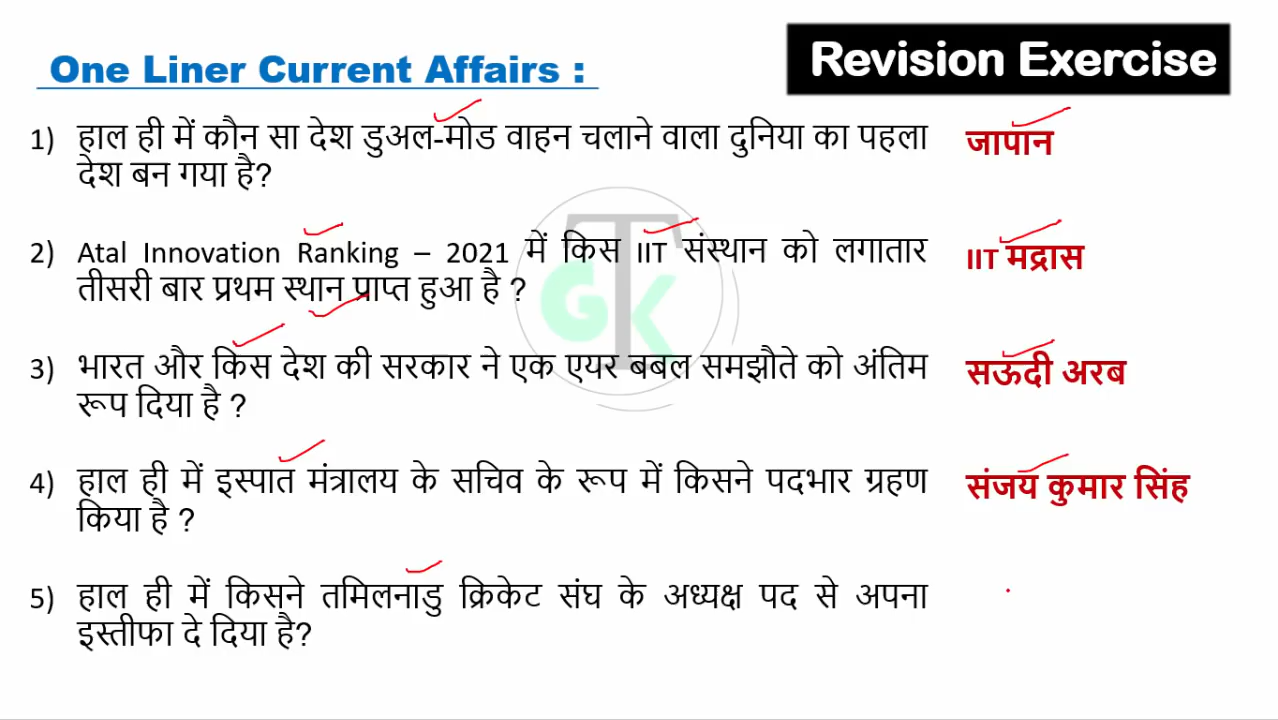 One Liner Current Affairs :
Revision Exercise
1) हाल ही में कौन सा देश डुअल-मोड वाहन चलाने वाला दुनिया का पहला
देश बन गया है?
जापान
2) Atal Innovation Ranking – 2021 में किस IIT संस्थान को लगातार
तीसरी बार प्रथम स्थान प्राप्त हुआ है ?
IIT मद्रास
3) भारत और किस देश की सरकार ने एक एयर बबल समझौते को अंतिम
रूप दिया है ?
सऊदी अरब
4) हाल ही में इस्पात मंत्रालय के सचिव के रूप में किसने पदभार ग्रहण
किया है ?
संजय कुमार सिंह
5) हाल ही में किसने तमिलनाडु क्रिकेट संघ के अध्यक्ष पद से अपना
इस्तीफा दे दिया है?
GTK